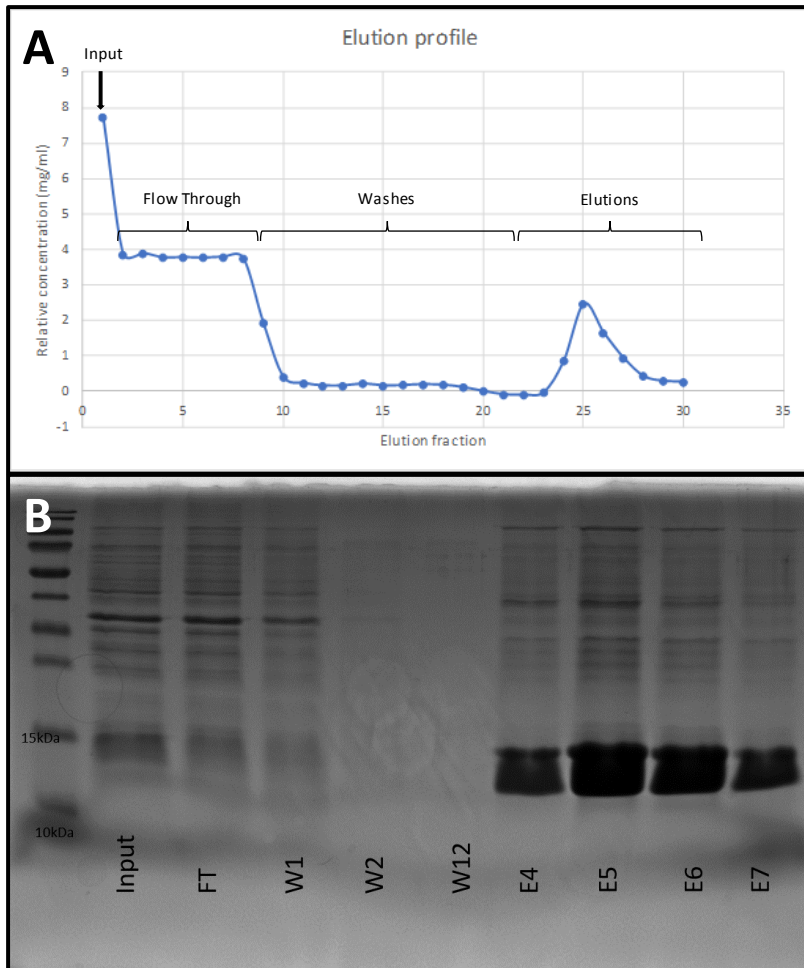 A
Elution profile
Input
9
8
7
6
5
4
3
2
1
0
-1
Relative concentration (mg/ml)
Flow Through
Washes
Elutions
0
5
10
15
20
25
30
35
Elution fraction
B
15kDa
10kDa
Input
FT
W1
W2
W12
E4
E5
E6
E7